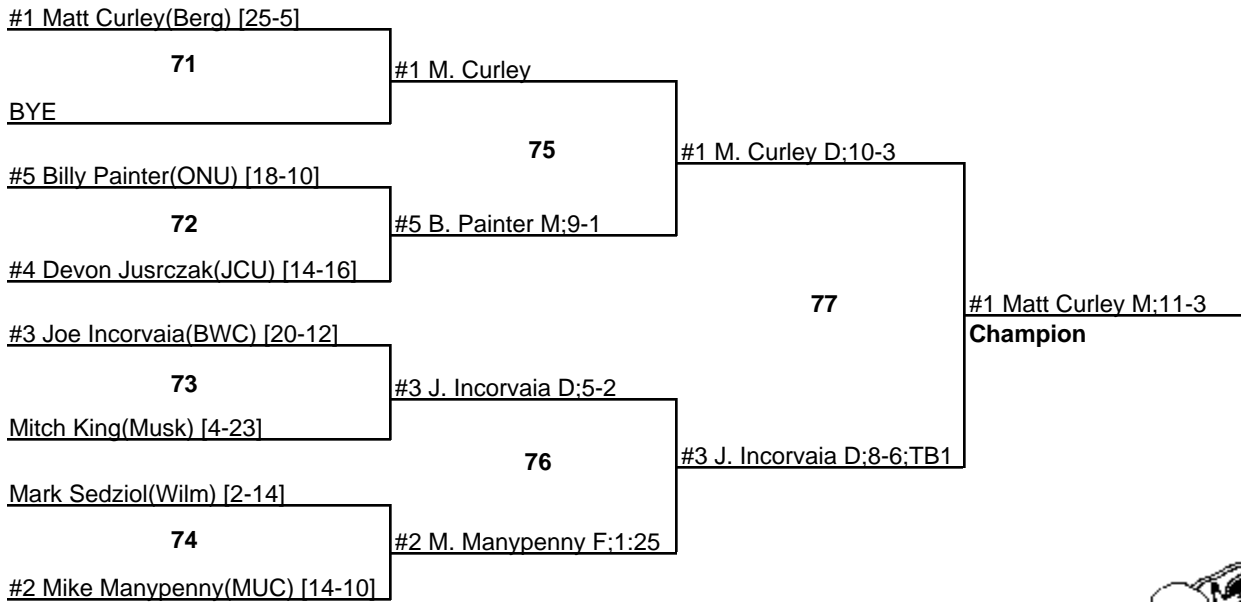 #1 Matt Curley(Berg) [25-5]
71
#1 M. Curley
BYE
75
#1 M. Curley D;10-3
#5 Billy Painter(ONU) [18-10]
72
#5 B. Painter M;9-1
#4 Devon Jusrczak(JCU) [14-16]
77
#1 Matt Curley M;11-3
Champion
#3 Joe Incorvaia(BWC) [20-12]
73
#3 J. Incorvaia D;5-2
Mitch King(Musk) [4-23]
76
#3 J. Incorvaia D;8-6;TB1
Mark Sedziol(Wilm) [2-14]
74
#2 M. Manypenny F;1:25
#2 Mike Manypenny(MUC) [14-10]